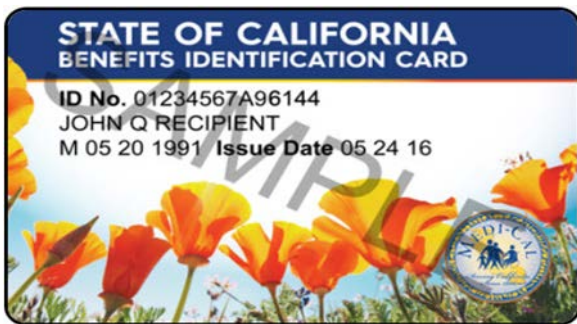 STATE OF CALIFORNIA
BENEFITS IDENTIFICATION CARD
ID No. 01234567A96144
JOHN Q RECIPIENT
M 05 20 1991 Issue Date 05 24 16
SAMPLE
MEDI-CAL